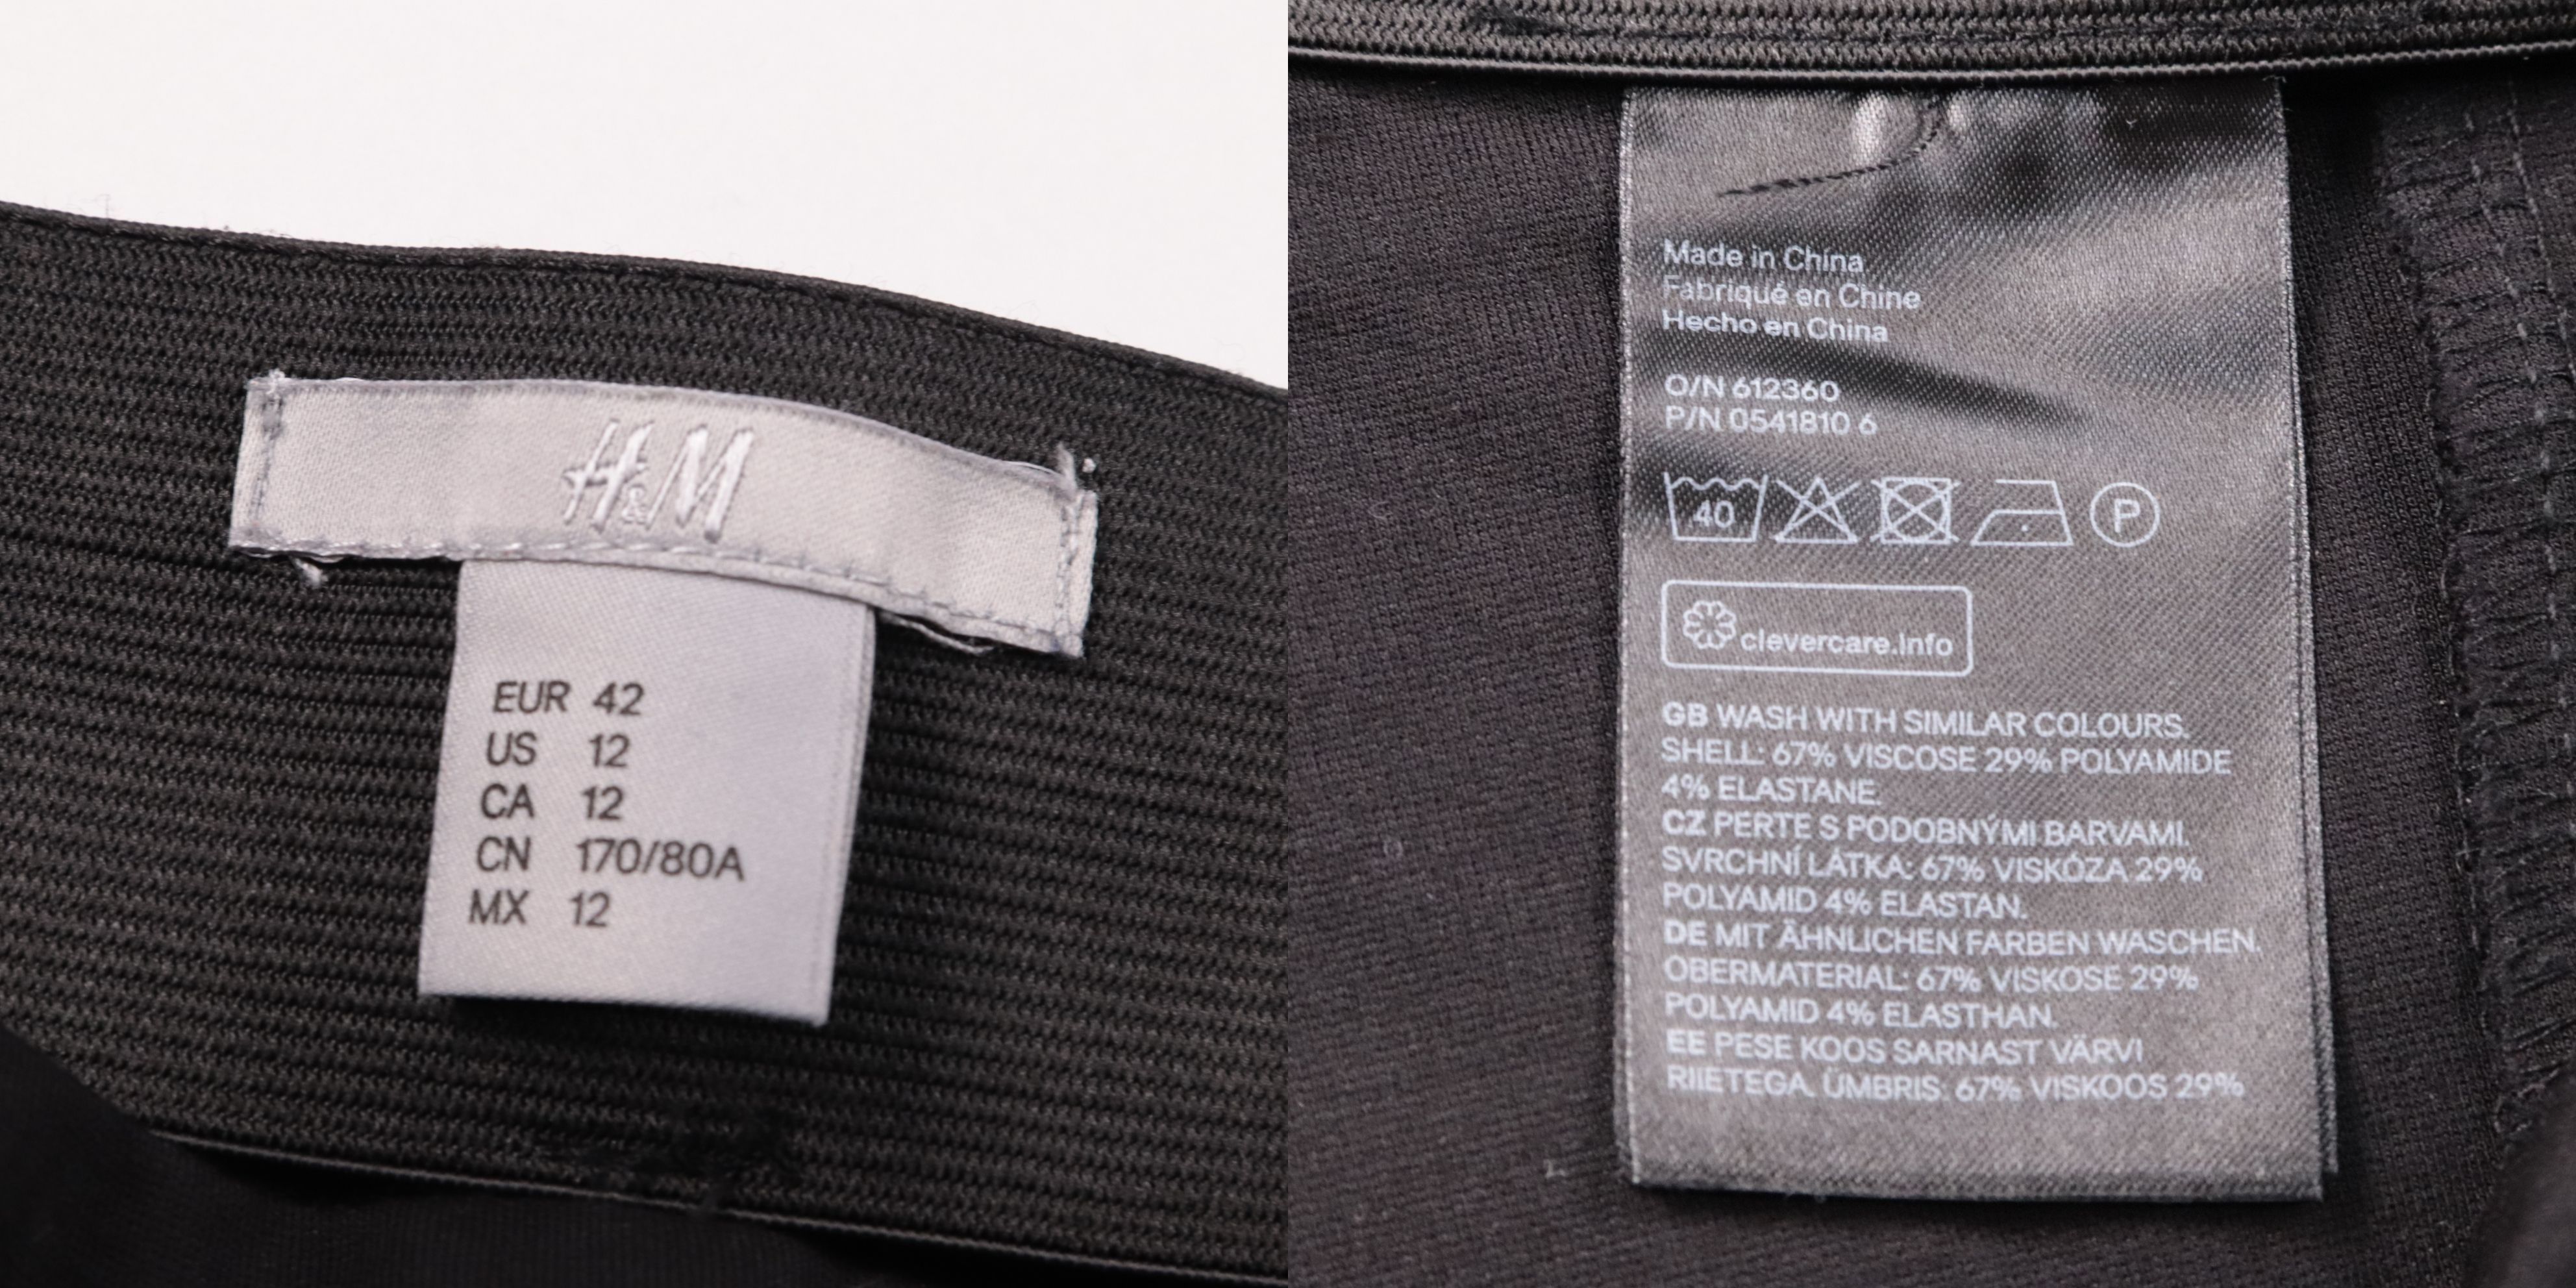 H&M
EUR 42
US 12
CA 12
CN 170/80A
MX 12
Made in China
Fabriqué en Chine
Hecho en China
O/N 612360
P/N 0541810 6
40
P
clevercare.info
GB WASH WITH SIMILAR COLOURS.
SHELL: 67% VISCOSE 29% POLYAMIDE
4% ELASTANE.
CZ PERTE S PODOBNÝMI BARVAMI.
SVRCHNÍ LÁTKA: 67% VISKÓZA 29%
POLYAMID 4% ELASTAN.
DE MIT ÄHNLICHEN FARBEN WASCHEN.
OBERMATERIAL: 67% VISKOSE 29%
POLYAMID 4% ELASTHAN.
EE PESE KOOS SARNAST VÄRVI
RIIETEGA. ÜMBRIS: 67% VISKOOS 29%